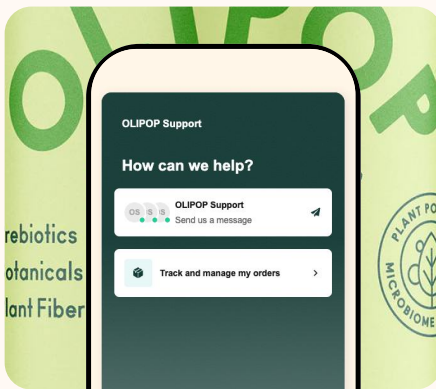 OLIPOP
OLIPOP Support
How can we help?
OS S S
OLIPOP Support
Send us a message
Track and manage my orders
rebiotics
otanicals
lant Fiber
PLANT PO
MICROBIOME